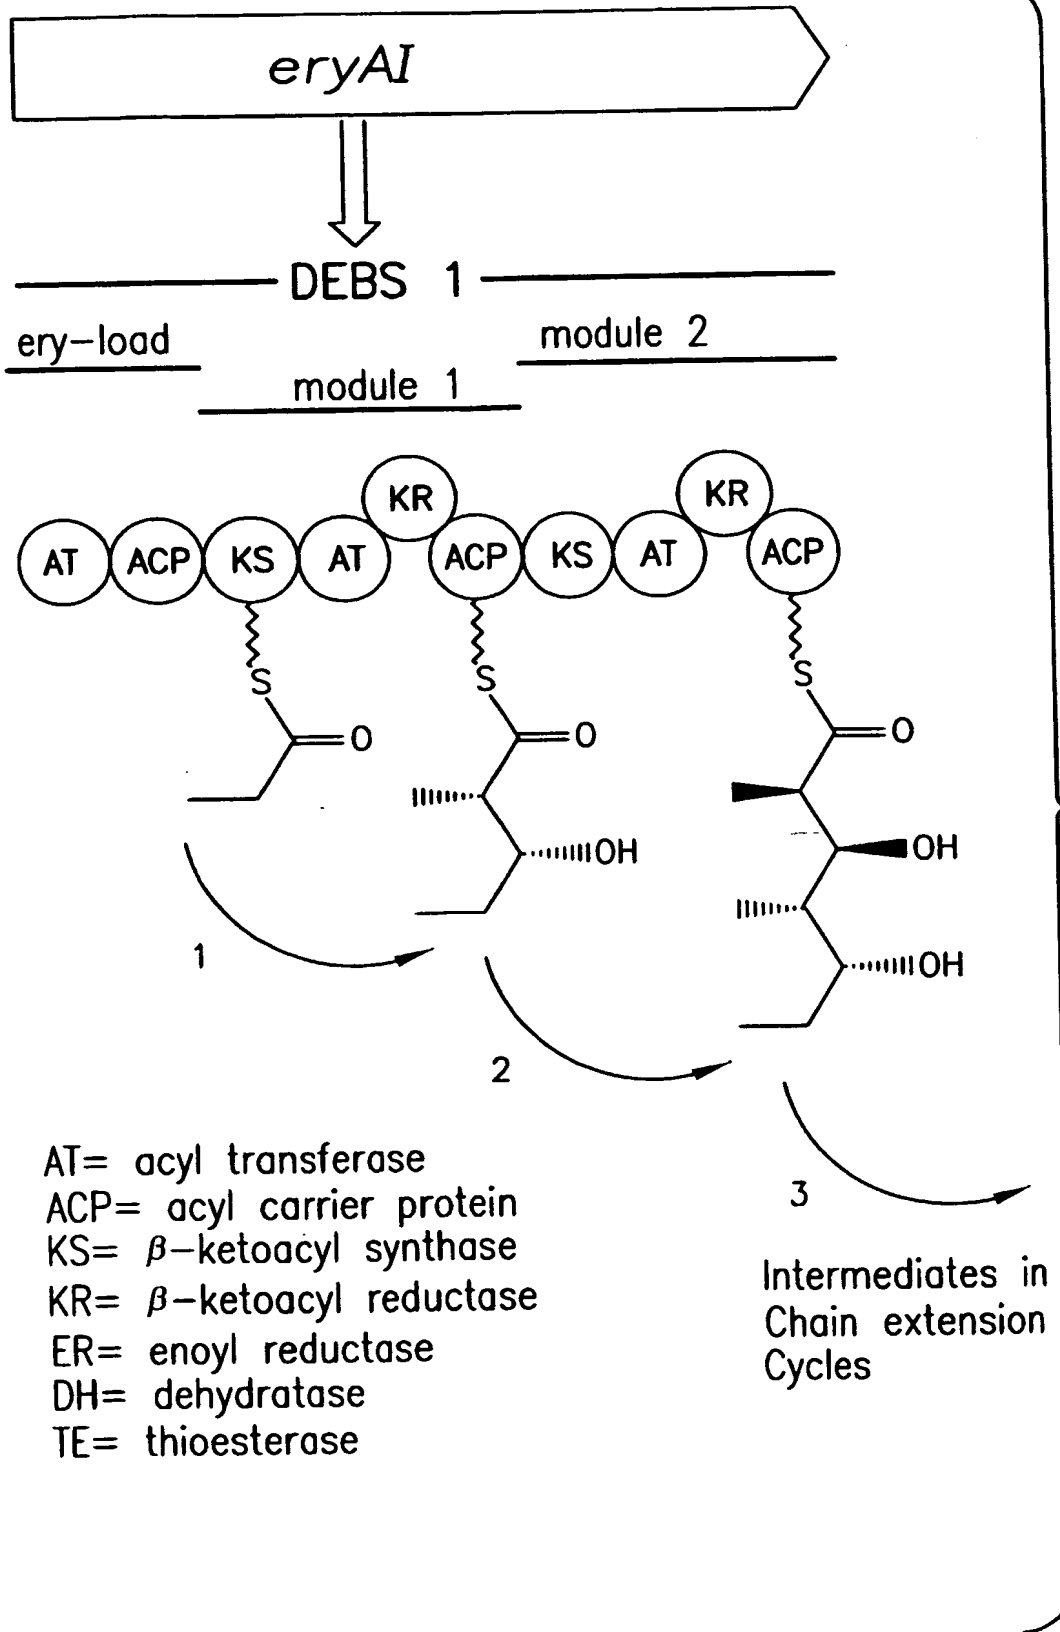 eryAI
DEBS 1
ery-load
module 2
module 1
KR
KR
AT ACP KS AT ACP KS AT ACP
S
S
S
O
O
O
OH
OH
OH
1
2
3
AT= acyl transferase
ACP= acyl carrier protein
KS= β-ketoacyl synthase
KR= β-ketoacyl reductase
ER= enoyl reductase
DH= dehydratase
TE= thioesterase
Intermediates in
Chain extension
Cycles